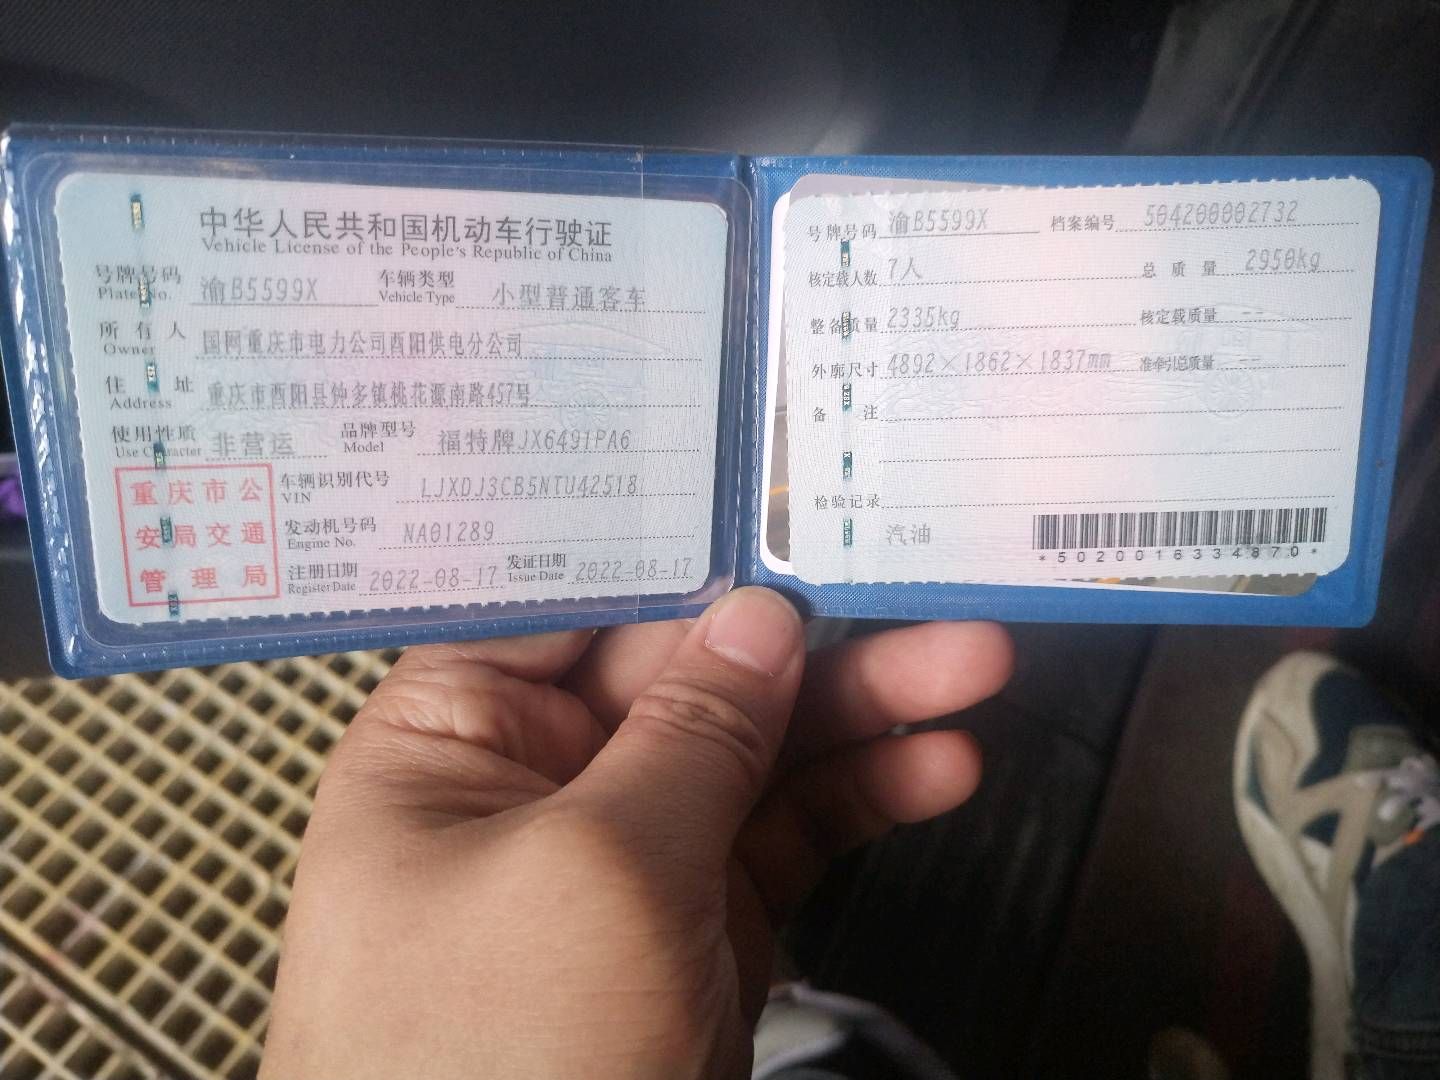 中华人民共和国机动车行驶证
Vehicle License of the People's Republic of China
号牌号码 渝B5599X 车辆类型 小型普通客车
Plate No. Vehicle Type
所有人 国网重庆市电力公司酉阳供电分公司
Owner
住址 重庆市酉阳县钟多镇桃花源南路457号
Address
使用性质 非营运 品牌型号 福特牌JX6491PA6
Use Character Model
重庆市公
安局交通
管理局
车辆识别代号 LJXDJ3CB5NTU42518
VIN
发动机号码 NA01289
Engine No.
注册日期 2022-08-17 发证日期 2022-08-17
Register Date Issue Date
号牌号码 渝B5599X 档案编号 504200002732
核定载人数 7人 总质量 2950kg
整备质量 2335kg 核定载质量 --
外廓尺寸 4892×1862×1837mm 准牵引总质量 --
备注
检验记录
汽油
*5020016334870*